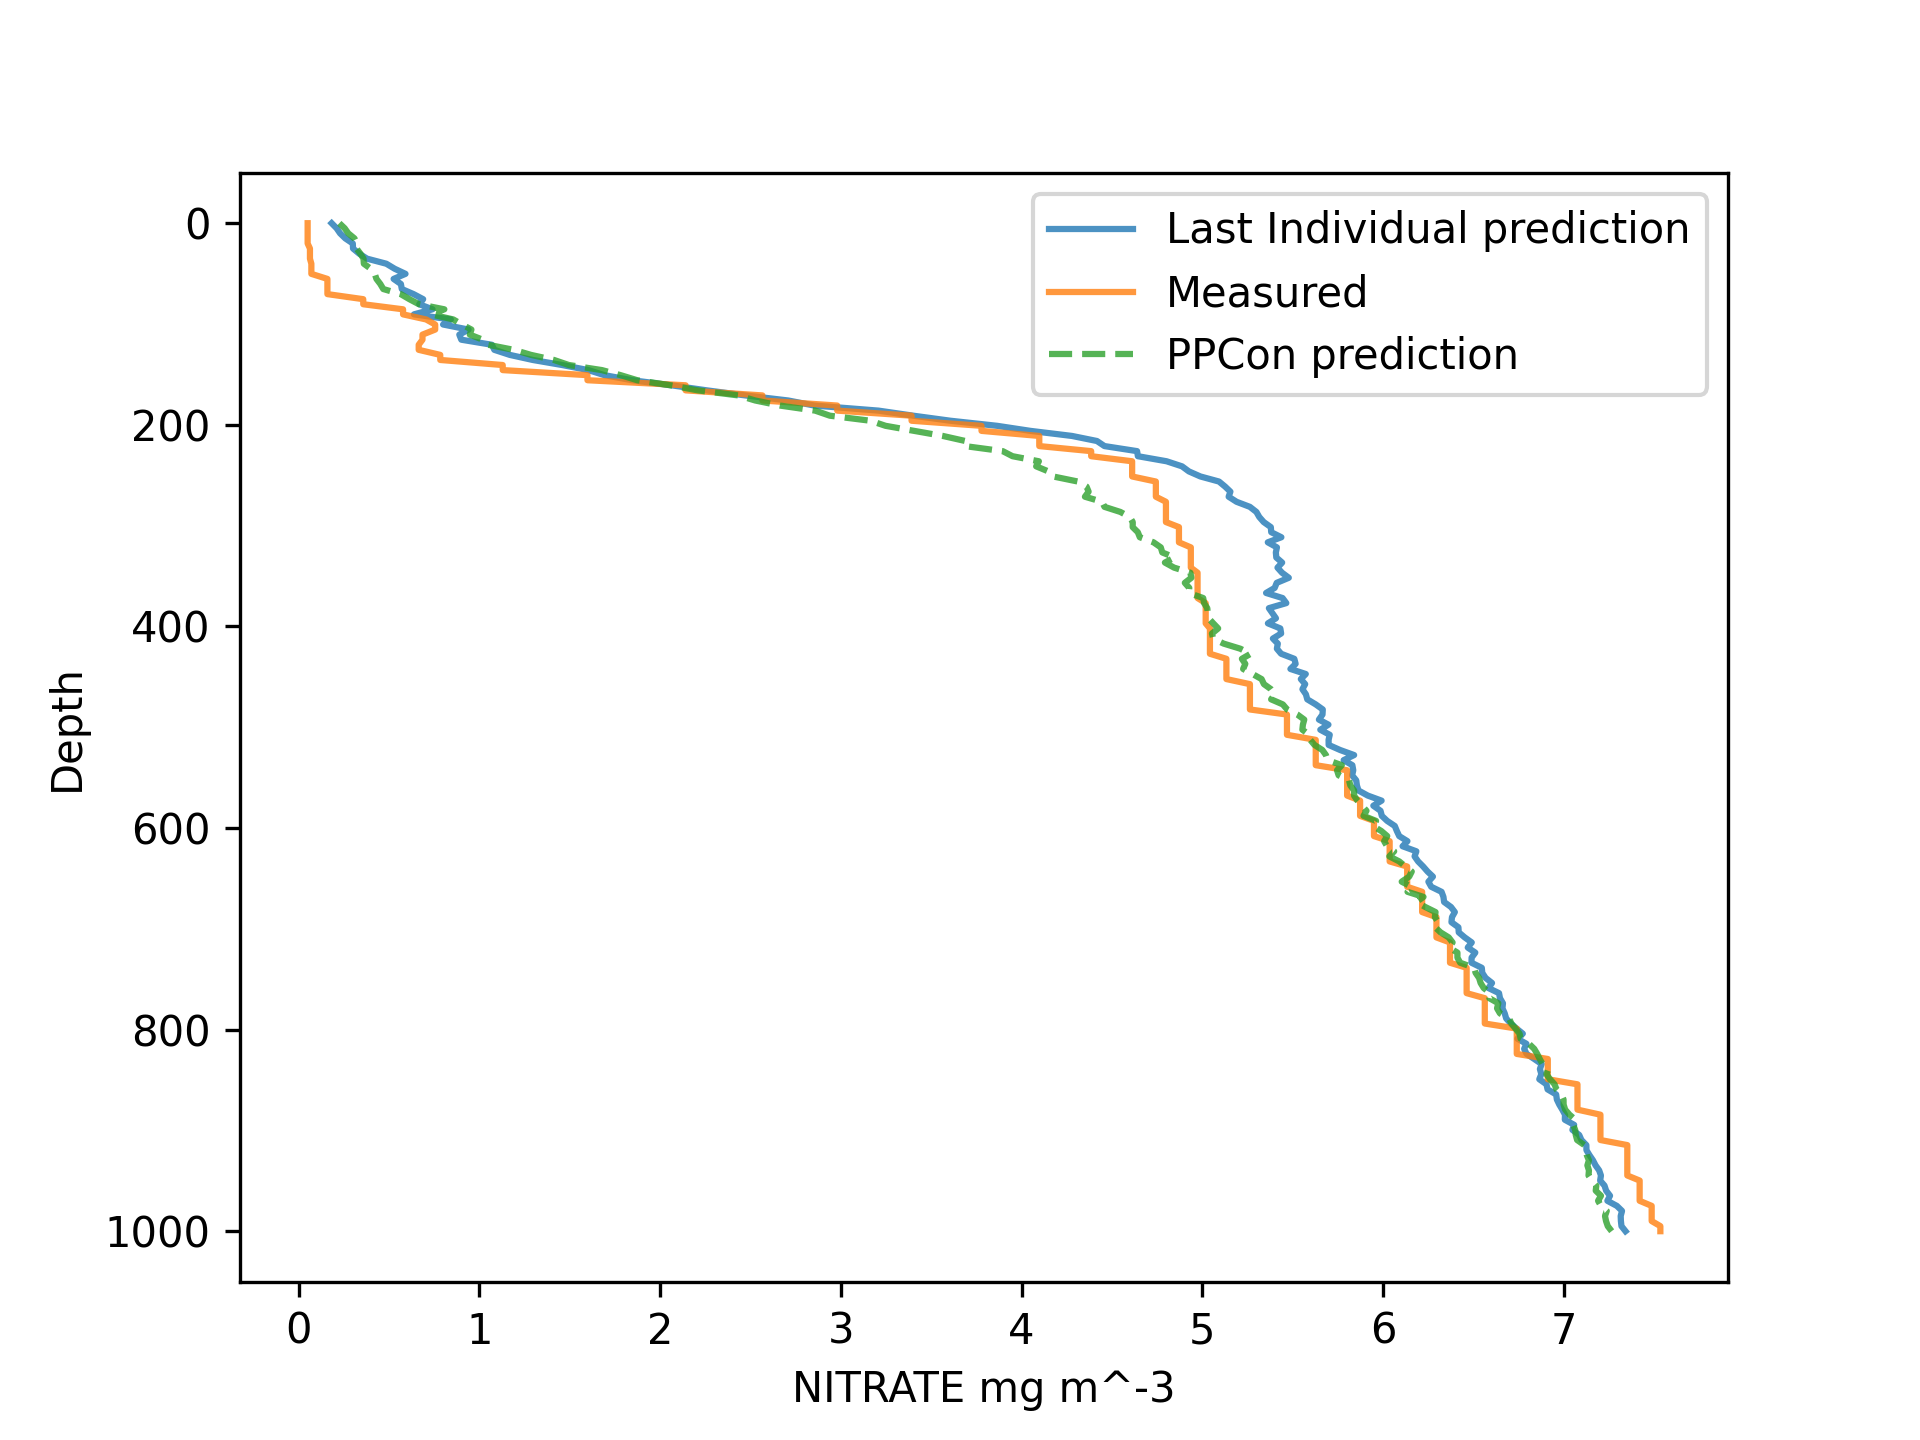 Last Individual prediction
Measured
PPCon prediction
0
200
400
600
800
1000
Depth
0 1 2 3 4 5 6 7
NITRATE mg m^-3